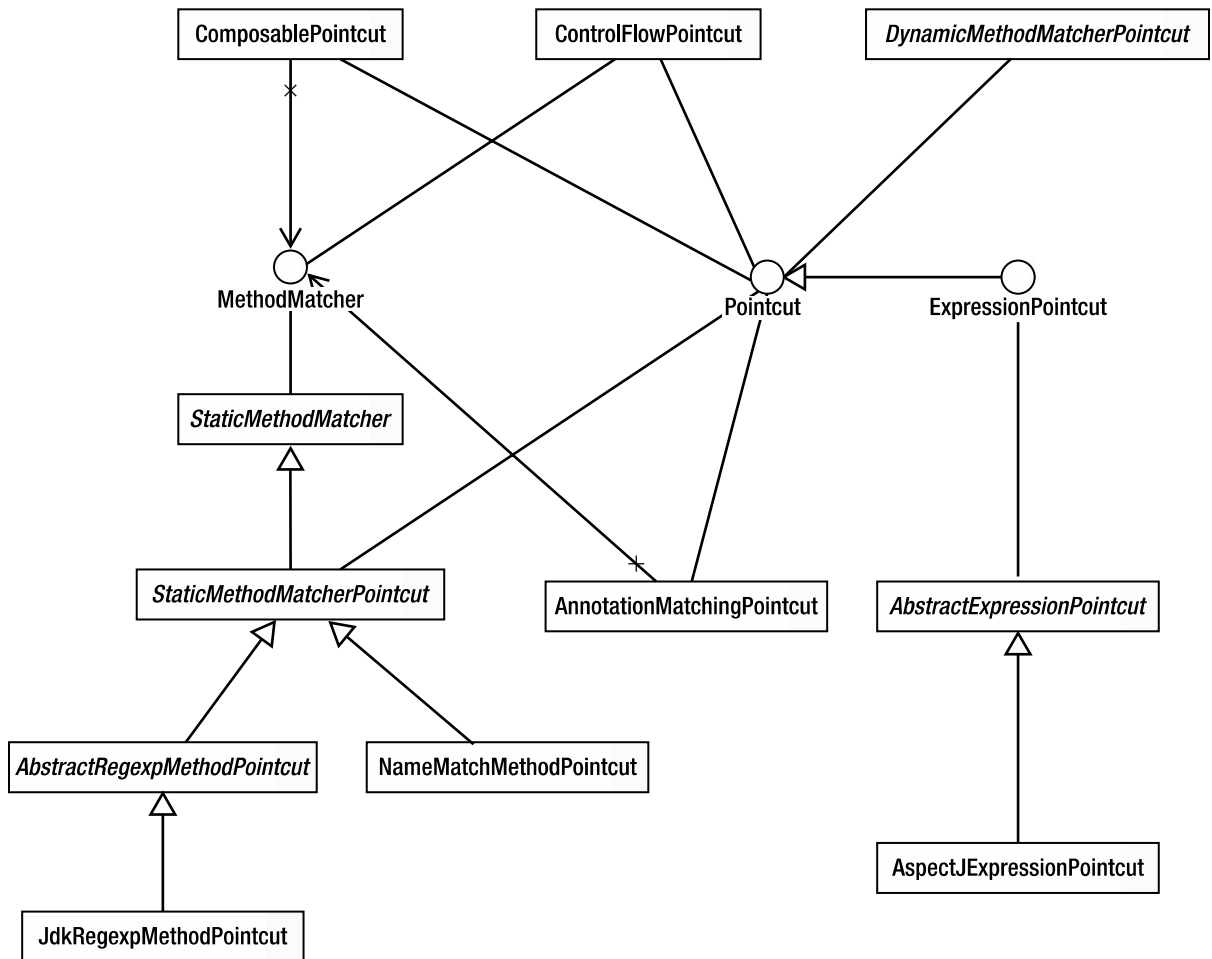 ComposablePointcut
ControlFlowPointcut
DynamicMethodMatcherPointcut
MethodMatcher
Pointcut
ExpressionPointcut
StaticMethodMatcher
StaticMethodMatcherPointcut
AnnotationMatchingPointcut
AbstractExpressionPointcut
AbstractRegexpMethodPointcut
NameMatchMethodPointcut
AspectJExpressionPointcut
JdkRegexpMethodPointcut